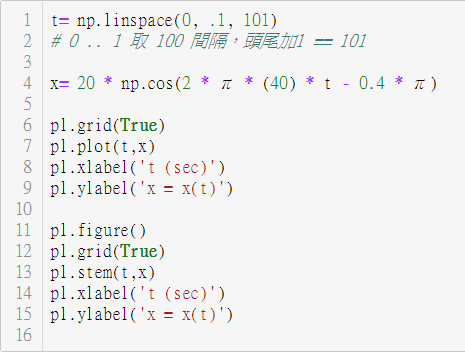 1 t= np.linspace(0, .1, 101)
2 # 0 .. 1 取 100 間隔，頭尾加1 == 101
3
4 x= 20 * np.cos(2 * π * (40) * t - 0.4 * π)
5
6 pl.grid(True)
7 pl.plot(t,x)
8 pl.xlabel('t (sec)')
9 pl.ylabel('x = x(t)')
10
11 pl.figure()
12 pl.grid(True)
13 pl.stem(t,x)
14 pl.xlabel('t (sec)')
15 pl.ylabel('x = x(t)')
16